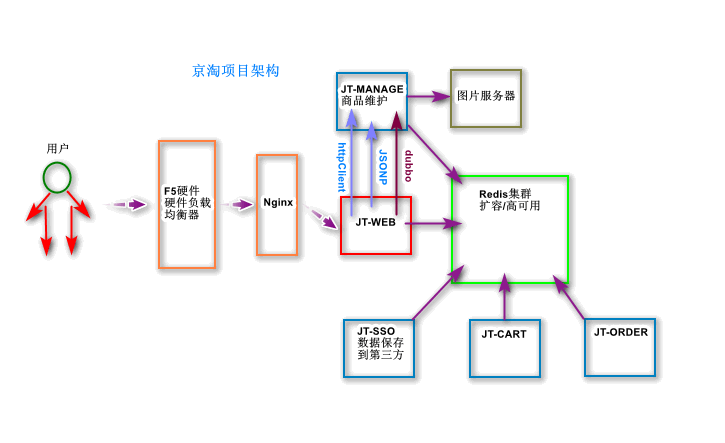 京淘项目架构
JT-MANAGE
商品维护
图片服务器
用户
F5硬件
硬件负载
均衡器
Nginx
httpClient
JSONP
dubbo
JT-WEB
Redis集群
扩容/高可用
JT-SSO
数据保存
到第三方
JT-CART
JT-ORDER